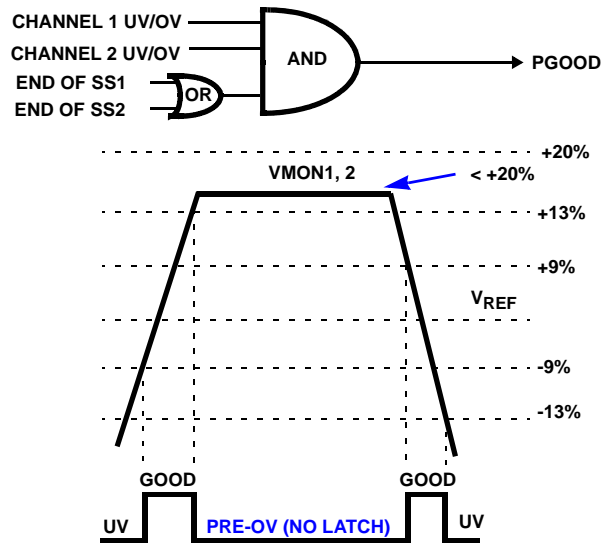 CHANNEL 1 UV/OV
CHANNEL 2 UV/OV
END OF SS1
END OF SS2
OR
AND
PGOOD
+20%
VMON1, 2
< +20%
+13%
+9%
VREF
-9%
-13%
GOOD
GOOD
UV
PRE-OV (NO LATCH)
UV